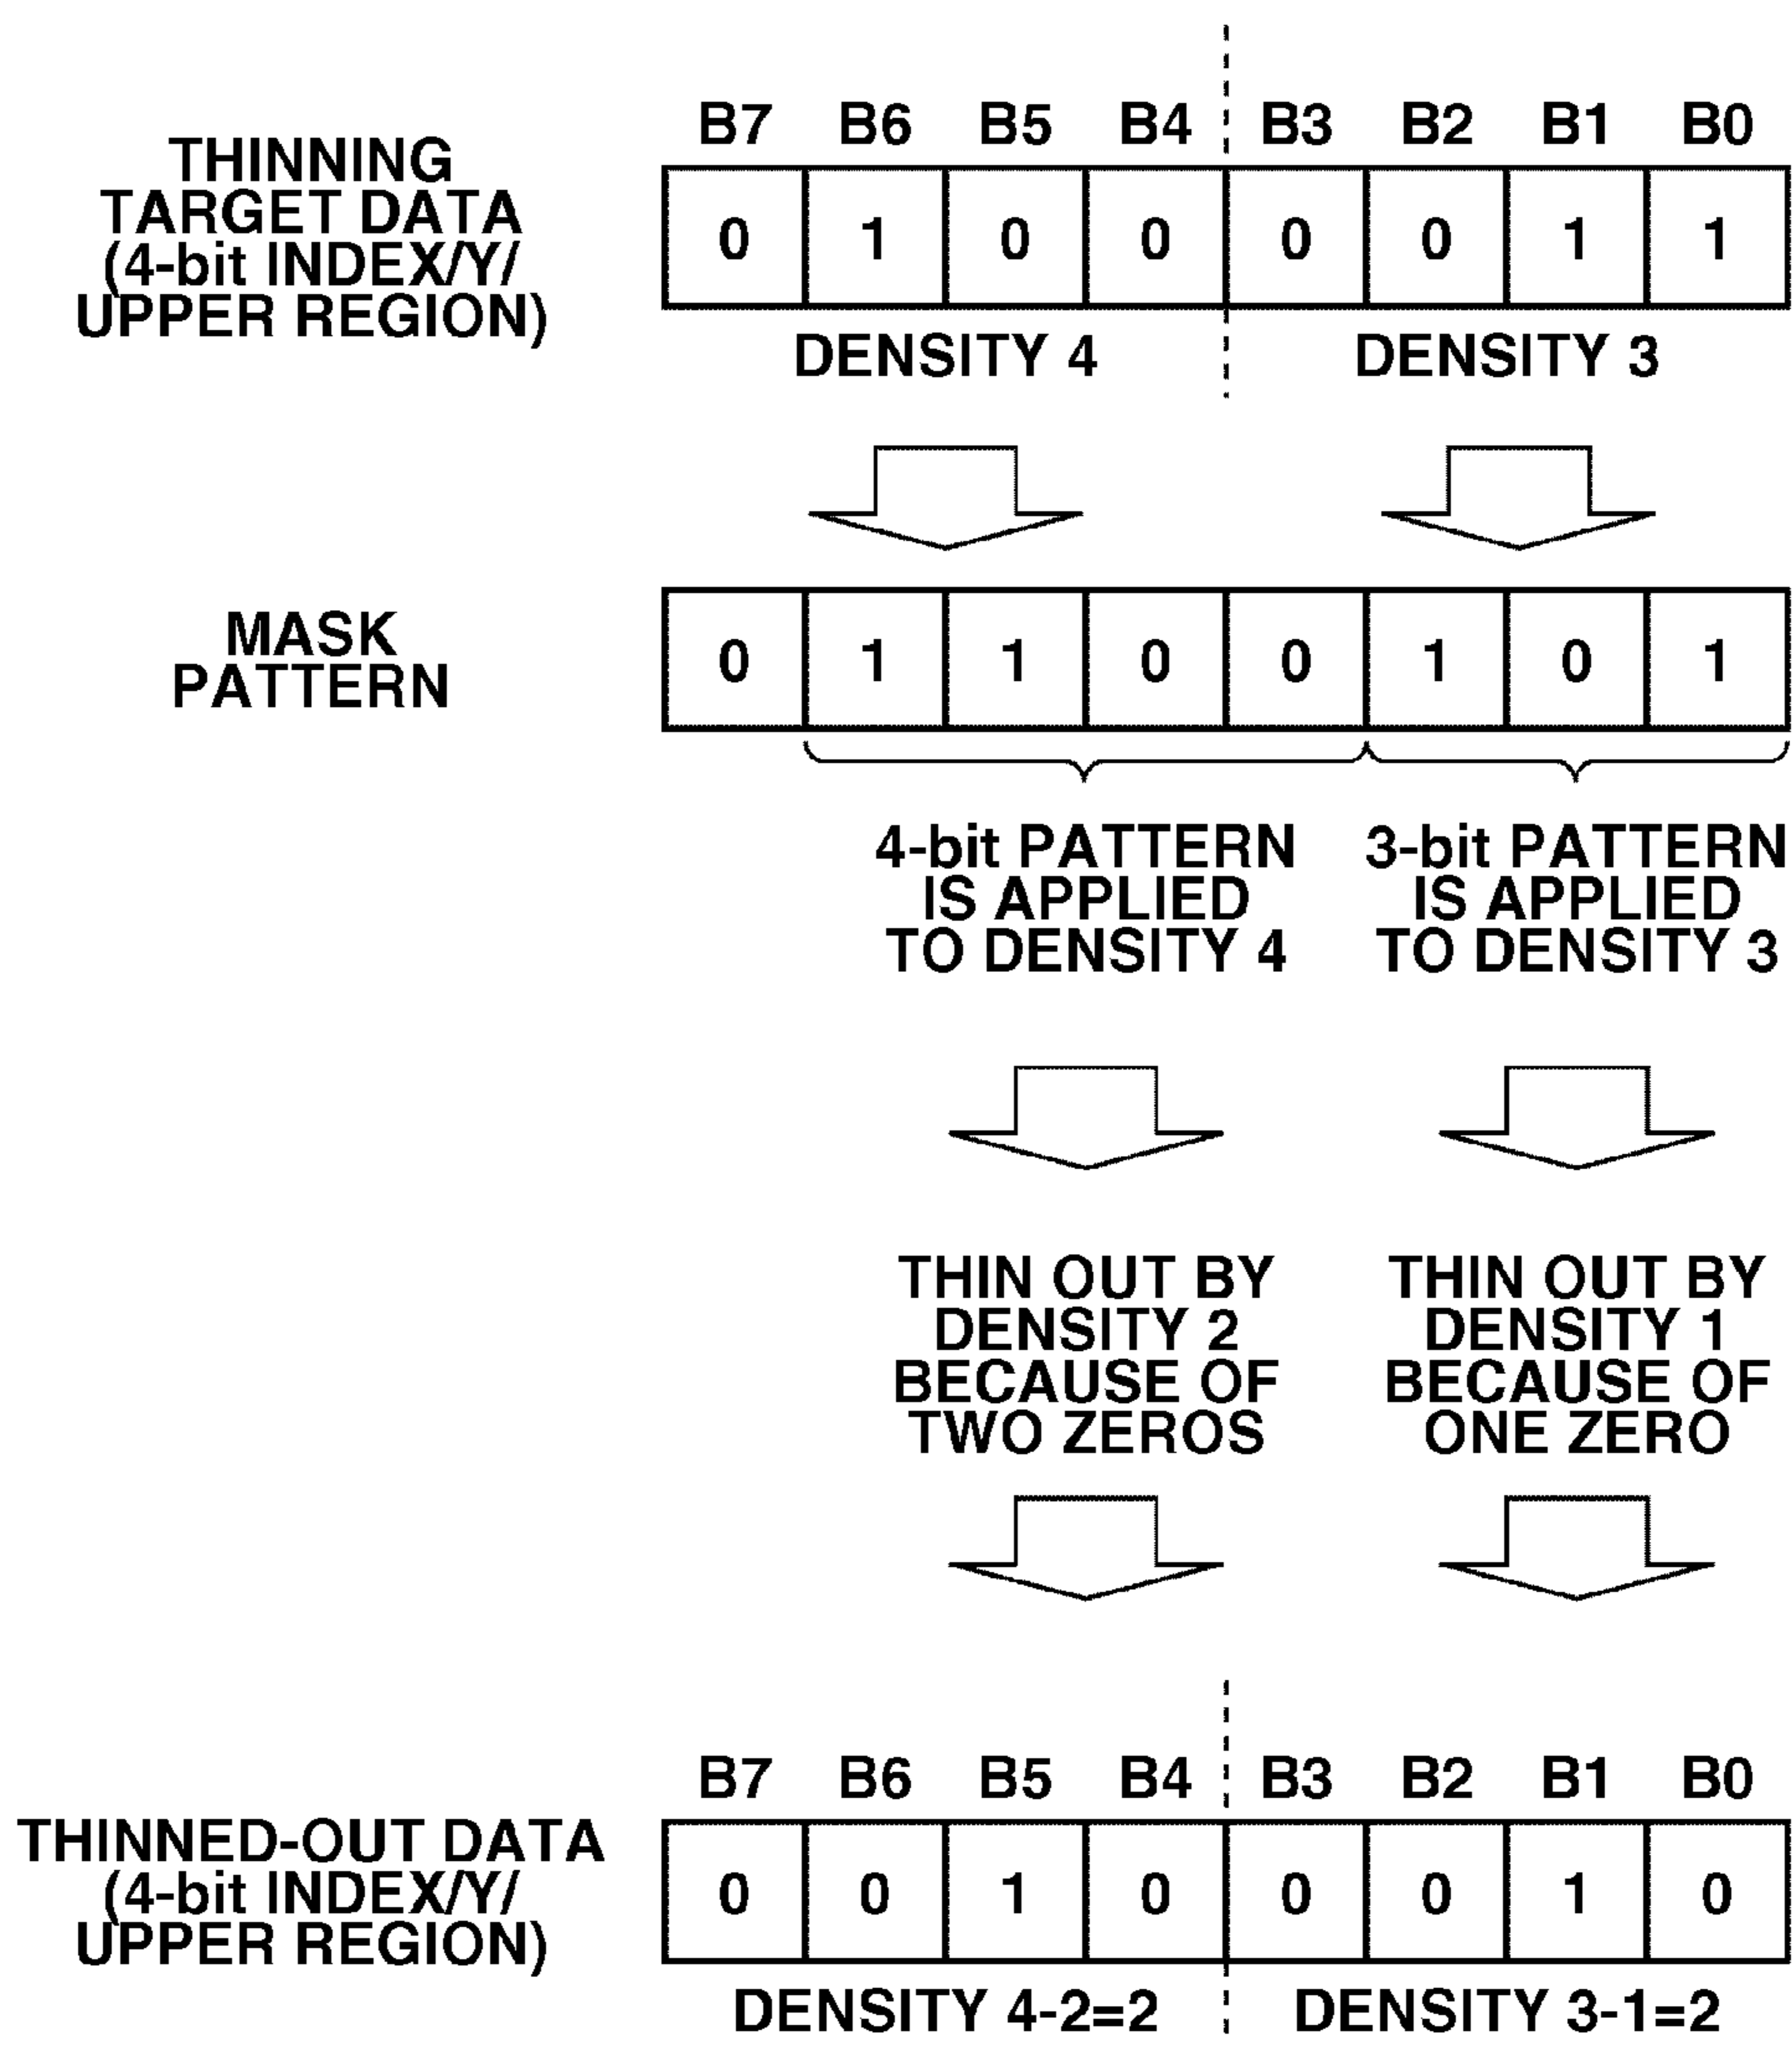 B7 B6 B5 B4 B3 B2 B1 B0
THINNING
TARGET DATA
(4-bit INDEX/Y/
UPPER REGION)
0 1 0 0 0 0 1 1
DENSITY 4 DENSITY 3
MASK
PATTERN
0 1 1 0 0 1 0 1
4-bit PATTERN
IS APPLIED
TO DENSITY 4
3-bit PATTERN
IS APPLIED
TO DENSITY 3
THIN OUT BY
DENSITY 2
BECAUSE OF
TWO ZEROS
THIN OUT BY
DENSITY 1
BECAUSE OF
ONE ZERO
B7 B6 B5 B4 B3 B2 B1 B0
THINNED-OUT DATA
(4-bit INDEX/Y/
UPPER REGION)
0 0 1 0 0 0 1 0
DENSITY 4-2=2 DENSITY 3-1=2